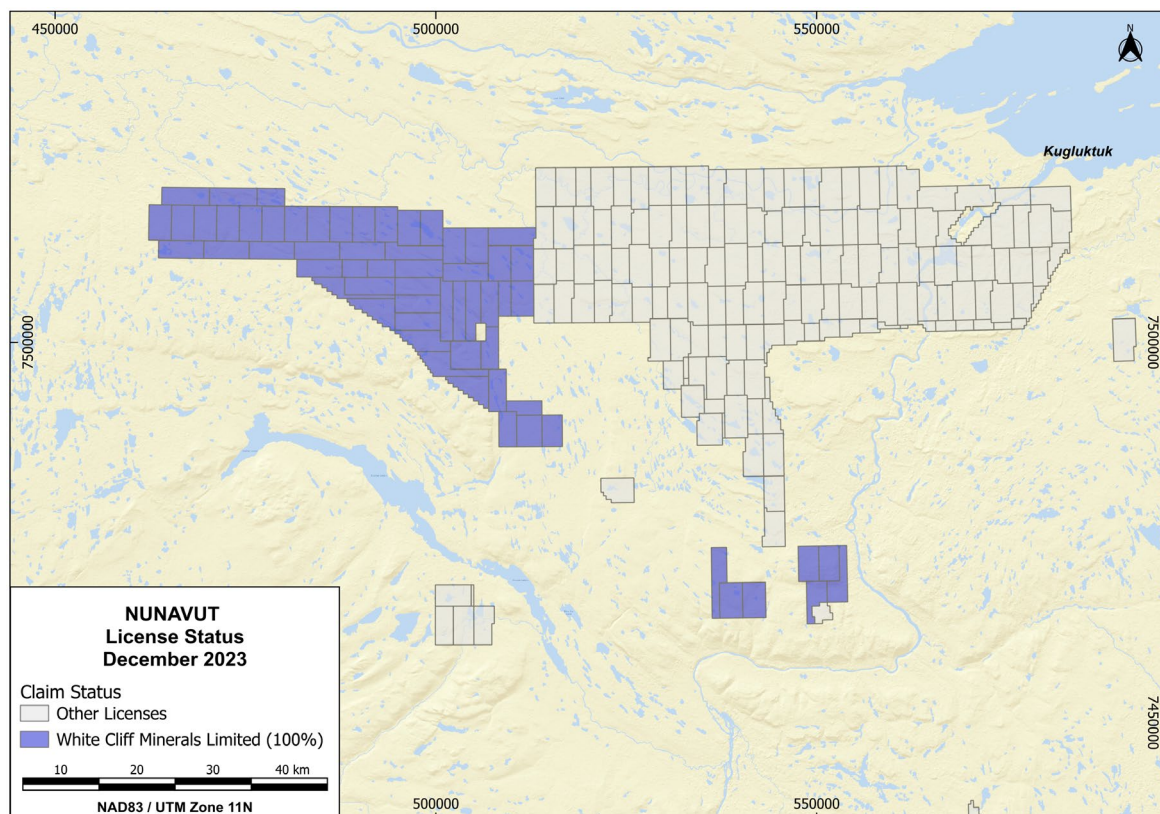 450000
500000
550000
N
Kugluktuk
7500000
7500000
NUNAVUT
License Status
December 2023
Claim Status
Other Licenses
White Cliff Minerals Limited (100%)
10 20 30 40 km
NAD83 / UTM Zone 11N
7450000
500000
550000